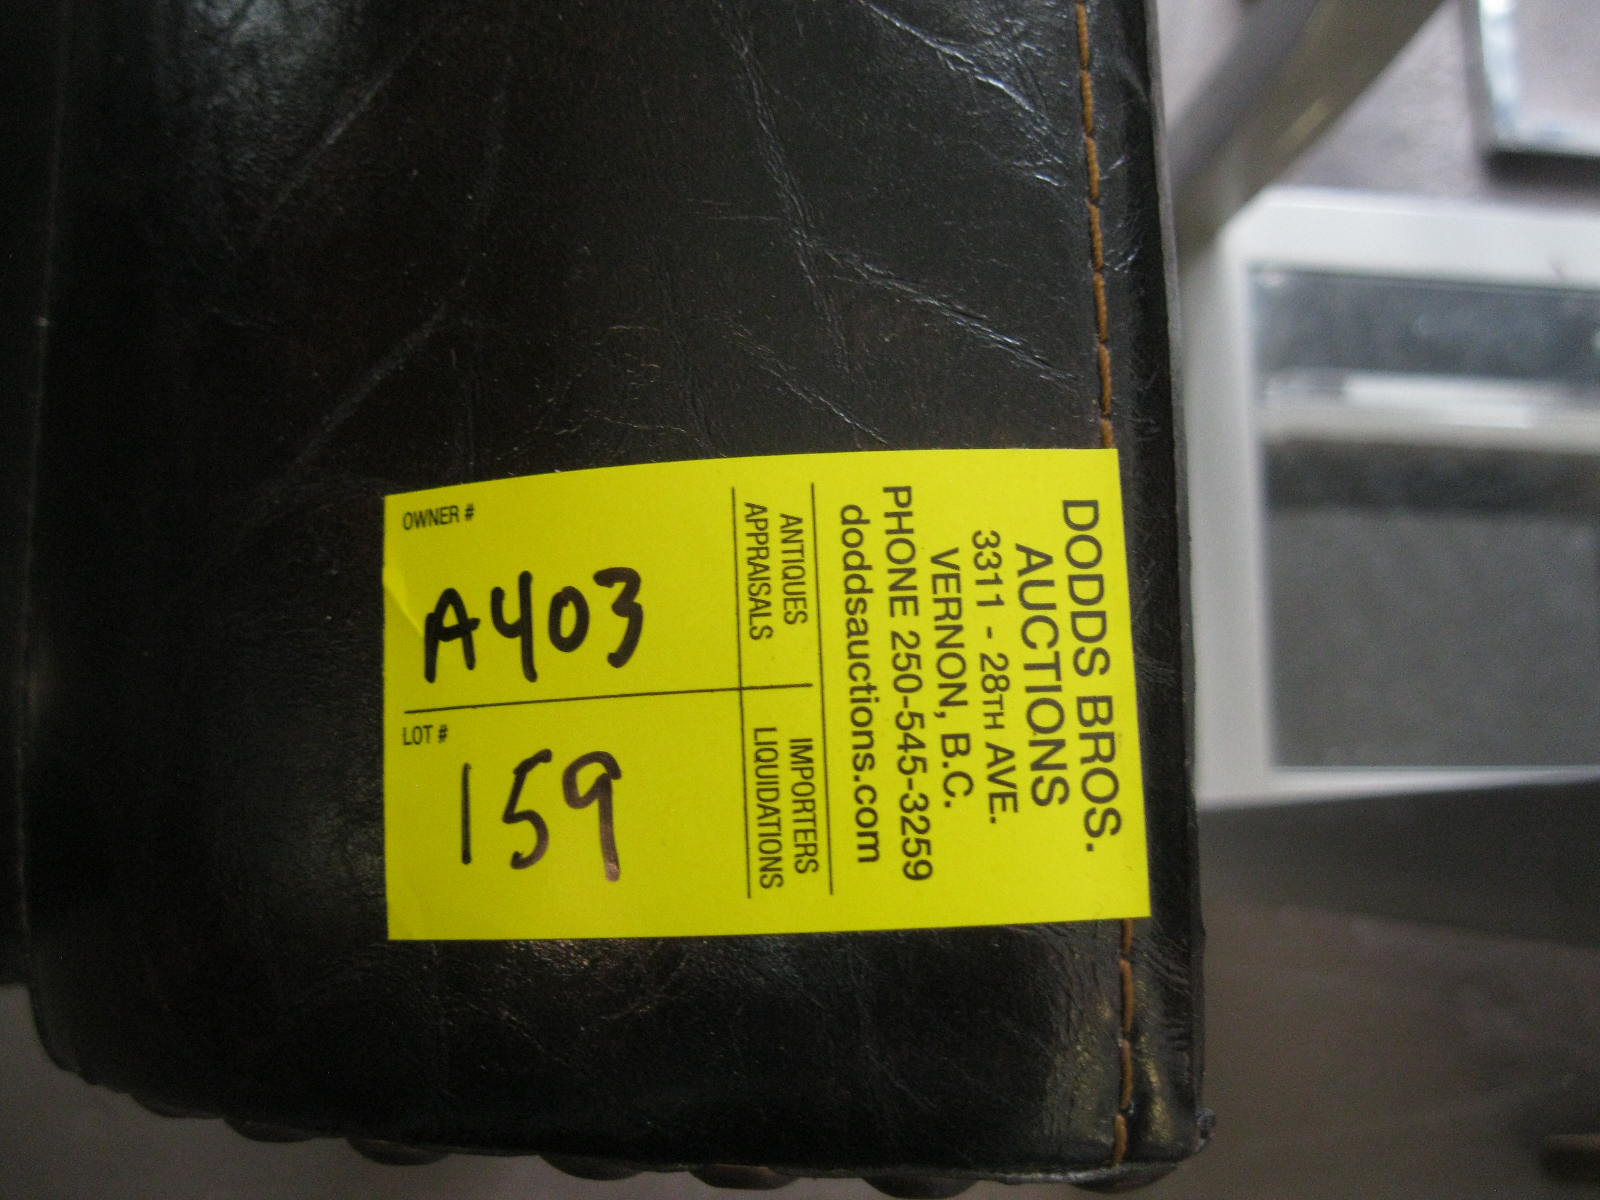 DODDS BROS.
AUCTIONS
3311 - 28TH AVE.
VERNON, B.C.
PHONE 250-545-3259
doddsauctions.com
ANTIQUES
APPRAISALS
IMPORTERS
LIQUIDATIONS
OWNER #
A403
LOT #
159